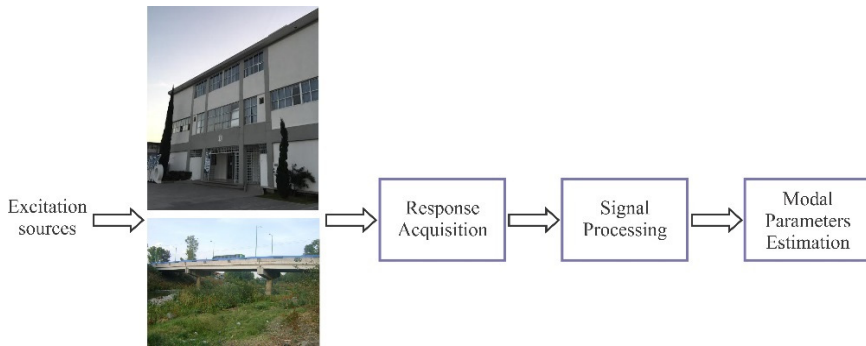 Excitation
sources
Response
Acquisition
Signal
Processing
Modal
Parameters
Estimation